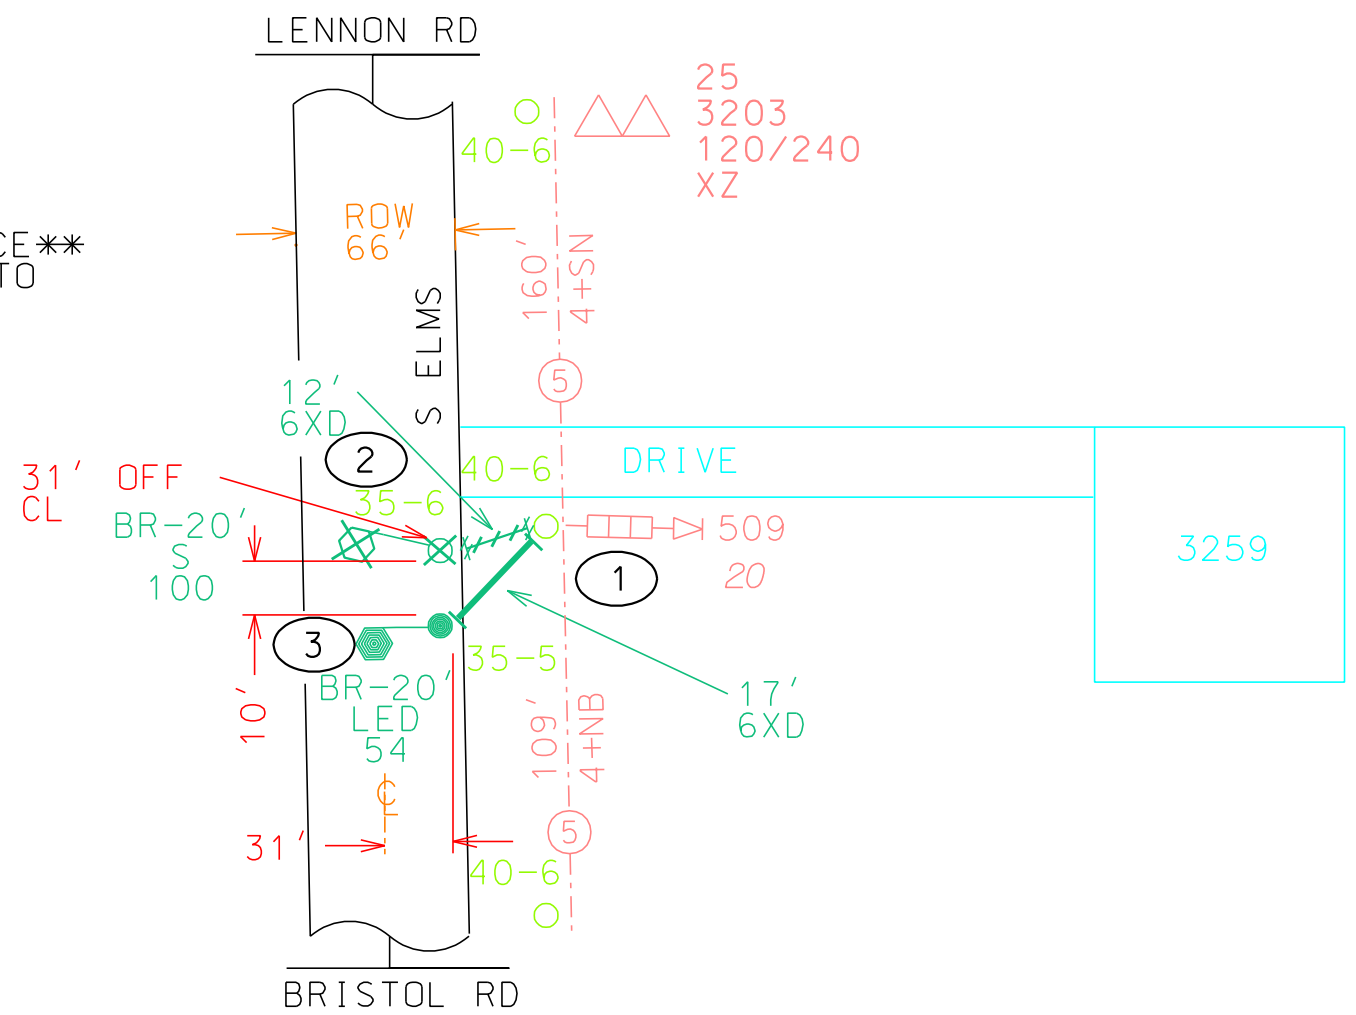 LENNON RD
25
3203
120/240
XZ
40-6
ROW
66'
CE**
TO
160'
4+SN
S ELMS
5
12'
6XD
2
DRIVE
40-6
31' OFF
CL
35-6
BR-20'
S
100
509
20
1
3259
3
35-5
BR-20'
LED
54
17'
6XD
10'
109'
4+NB
CL
31'
5
40-6
BRISTOL RD